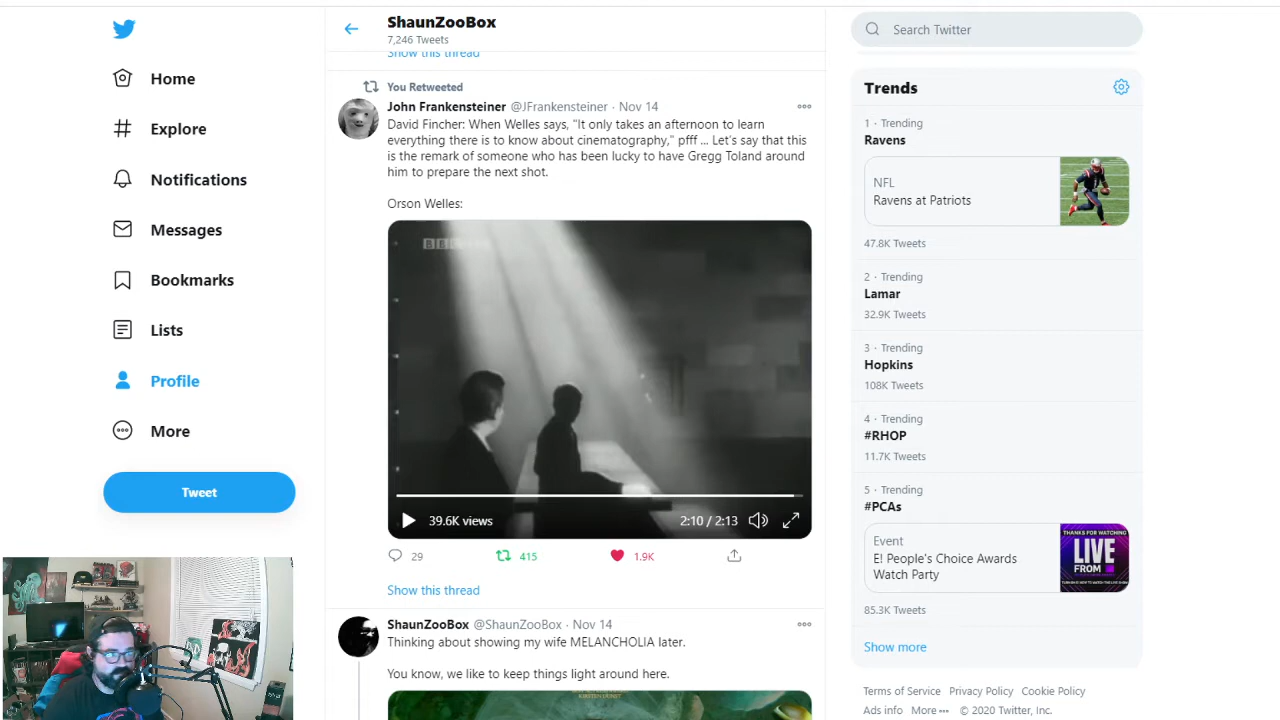 ShaunZooBox
7,246 Tweets
Search Twitter
Show this thread
Home
Explore
Notifications
Messages
Bookmarks
Lists
Profile
More
Tweet
You Retweeted
John Frankensteiner @JFrankensteiner · Nov 14
David Fincher: When Welles says, "It only takes an afternoon to learn
everything there is to know about cinematography," pfff ... Let's say that this
is the remark of someone who has been lucky to have Gregg Toland around
him to prepare the next shot.
Orson Welles:
39.6K views
2:10 / 2:13
29
415
1.9K
Show this thread
ShaunZooBox @ShaunZooBox · Nov 14
Thinking about showing my wife MELANCHOLIA later.
You know, we like to keep things light around here.
KIRSTEN DUNST
Trends
1 · Trending
Ravens
NFL
Ravens at Patriots
47.8K Tweets
2 · Trending
Lamar
32.9K Tweets
3 · Trending
Hopkins
108K Tweets
4 · Trending
#RHOP
11.7K Tweets
5 · Trending
#PCAs
Event
E! People's Choice Awards
Watch Party
THANKS FOR WATCHING
LIVE
FROM
85.3K Tweets
Show more
Terms of Service Privacy Policy Cookie Policy
Ads info More ··· © 2020 Twitter, Inc.